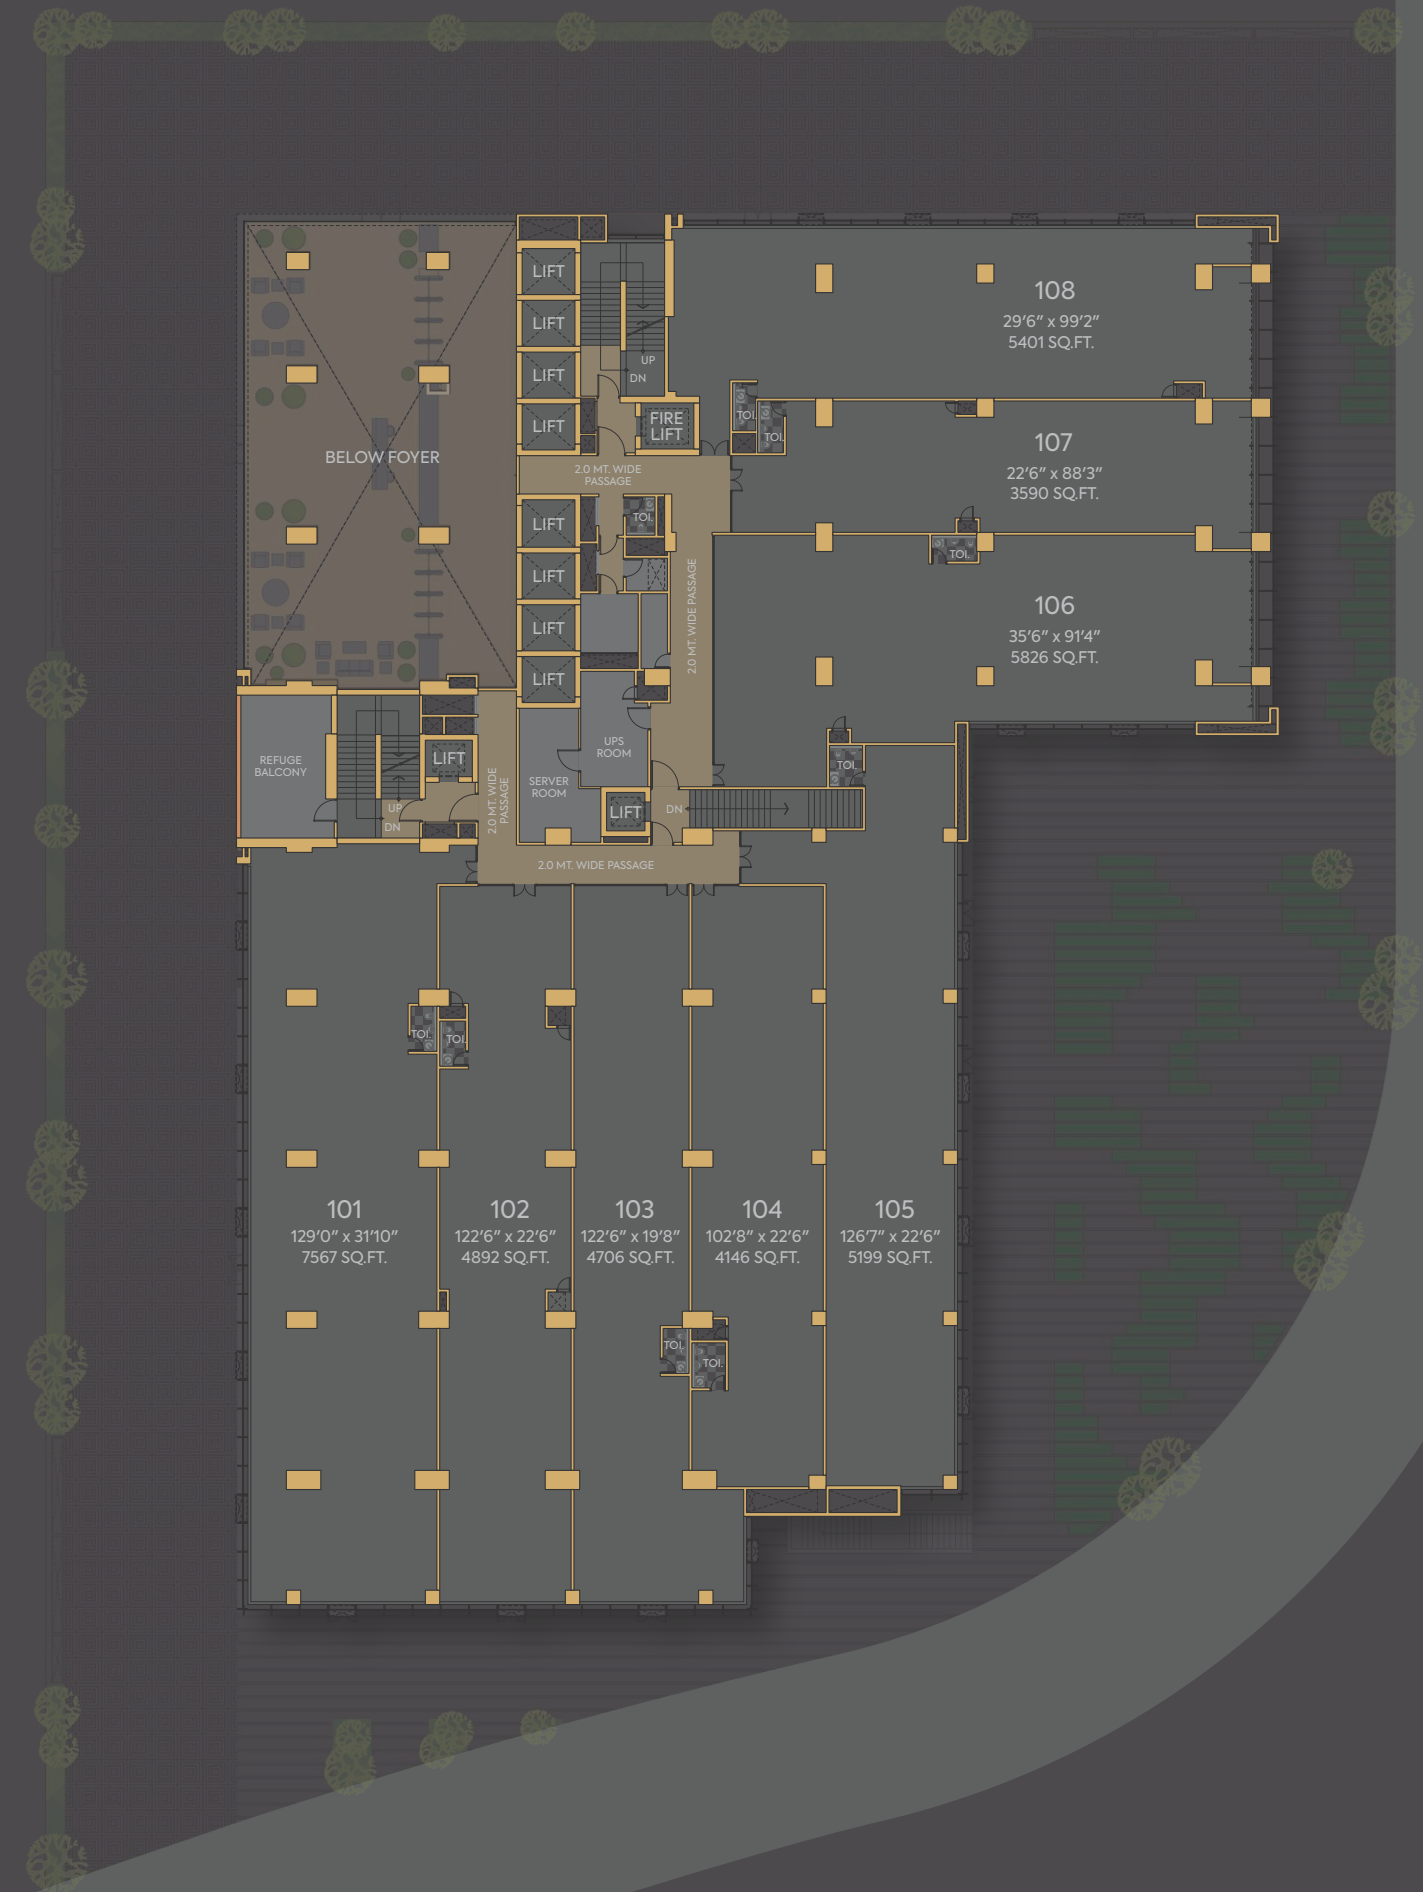 LIFT
LIFT
LIFT
LIFT
UP
DN
FIRE
LIFT
108
29'6" x 99'2"
5401 SQ.FT.
TOI.
TOI.
107
22'6" x 88'3"
3590 SQ.FT.
BELOW FOYER
2.0 MT. WIDE
PASSAGE
LIFT
LIFT
LIFT
LIFT
TOI.
2.0 MT. WIDE PASSAGE
TOI.
106
35'6" x 91'4"
5826 SQ.FT.
REFUGE
BALCONY
LIFT
UP
DN
2.0 MT. WIDE
PASSAGE
UPS
ROOM
SERVER
ROOM
LIFT
DN
TOI.
2.0 MT. WIDE PASSAGE
TOI.
TOI.
101
129'0" x 31'10"
7567 SQ.FT.
102
122'6" x 22'6"
4892 SQ.FT.
103
122'6" x 19'8"
4706 SQ.FT.
104
102'8" x 22'6"
4146 SQ.FT.
105
126'7" x 22'6"
5199 SQ.FT.
TOI.
TOI.